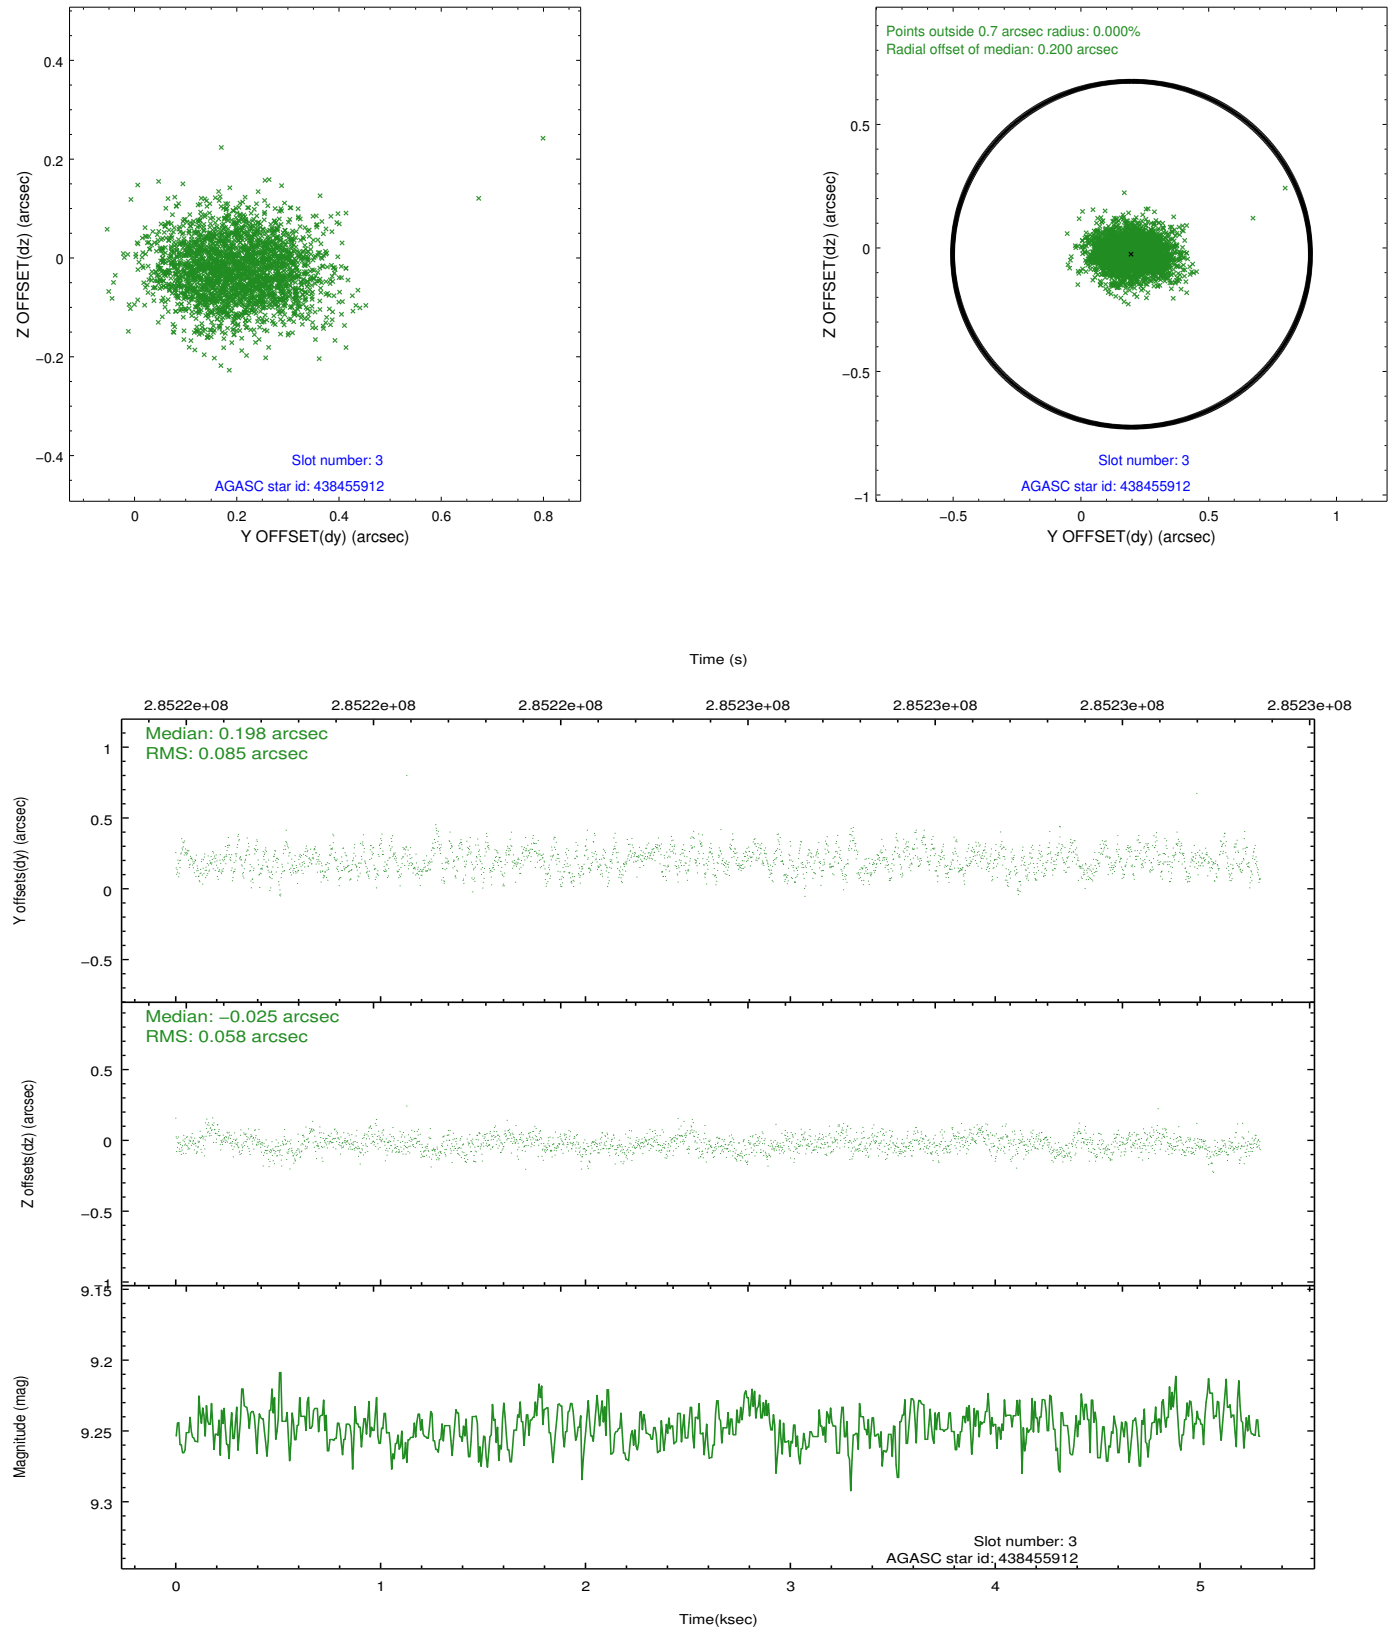 0.4
0.2
0
−0.2
−0.4
Z OFFSET(dz) (arcsec)
Slot number: 3
AGASC star id: 438455912
0 0.2 0.4 0.6 0.8
Y OFFSET(dy) (arcsec)
Points outside 0.7 arcsec radius: 0.000%
Radial offset of median: 0.200 arcsec
0.5
0
−0.5
−1
Z OFFSET(dz) (arcsec)
Slot number: 3
AGASC star id: 438455912
−0.5 0 0.5 1
Y OFFSET(dy) (arcsec)
Time (s)
2.8522e+08 2.8522e+08 2.8522e+08 2.8523e+08 2.8523e+08 2.8523e+08 2.8523e+08
Median: 0.198 arcsec
RMS: 0.085 arcsec
1
0.5
0
−0.5
Y offsets(dy) (arcsec)
Median: −0.025 arcsec
RMS: 0.058 arcsec
0.5
0
−0.5
−1
Z offsets(dz) (arcsec)
9.15
9.2
9.25
9.3
Magnitude (mag)
Slot number: 3
AGASC star id: 438455912
0 1 2 3 4 5
Time(ksec)